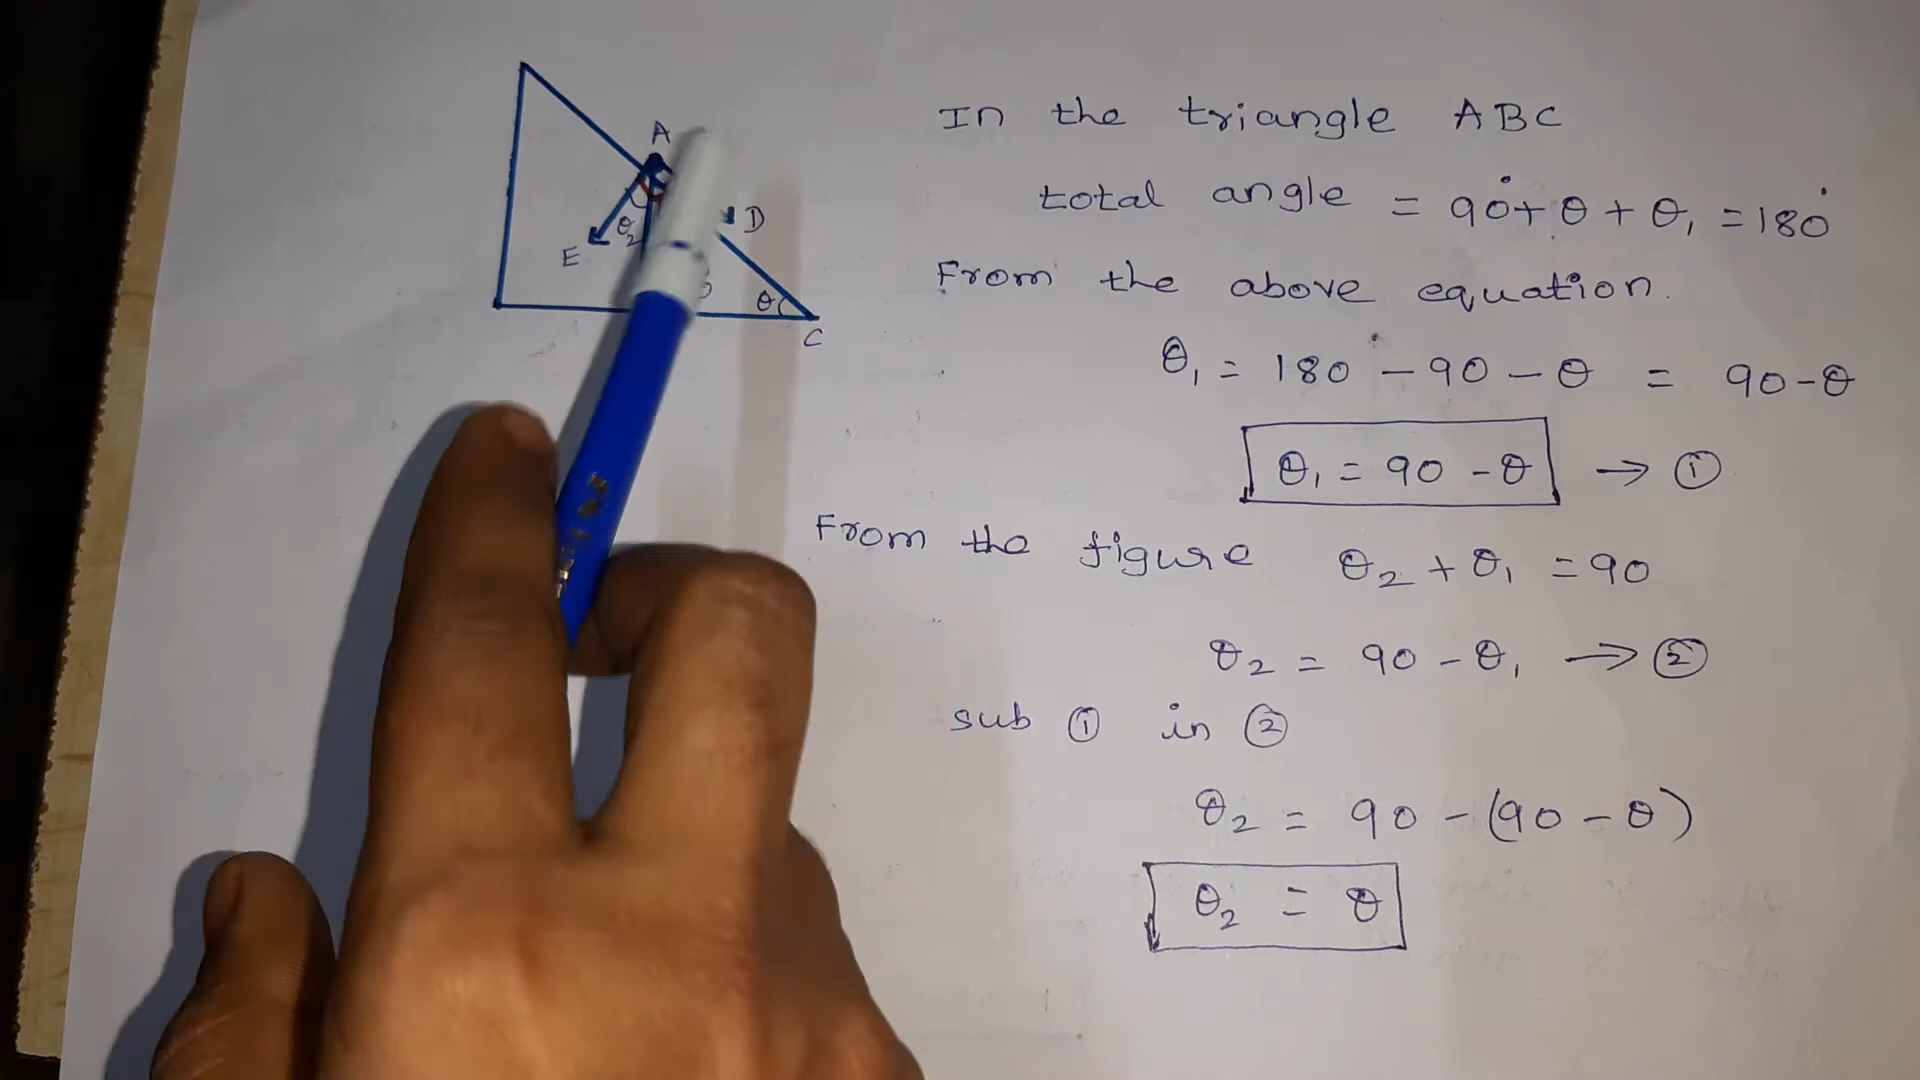 A
D
θ₂
E
θ
C
In the triangle ABC
total angle = 90° + θ + θ₁ = 180°
From the above equation.
θ₁ = 180 - 90 - θ = 90 - θ
θ₁ = 90 - θ → ①
From the figure θ₂ + θ₁ = 90
θ₂ = 90 - θ₁ → ②
sub ① in ②
θ₂ = 90 - (90 - θ)
θ₂ = θ